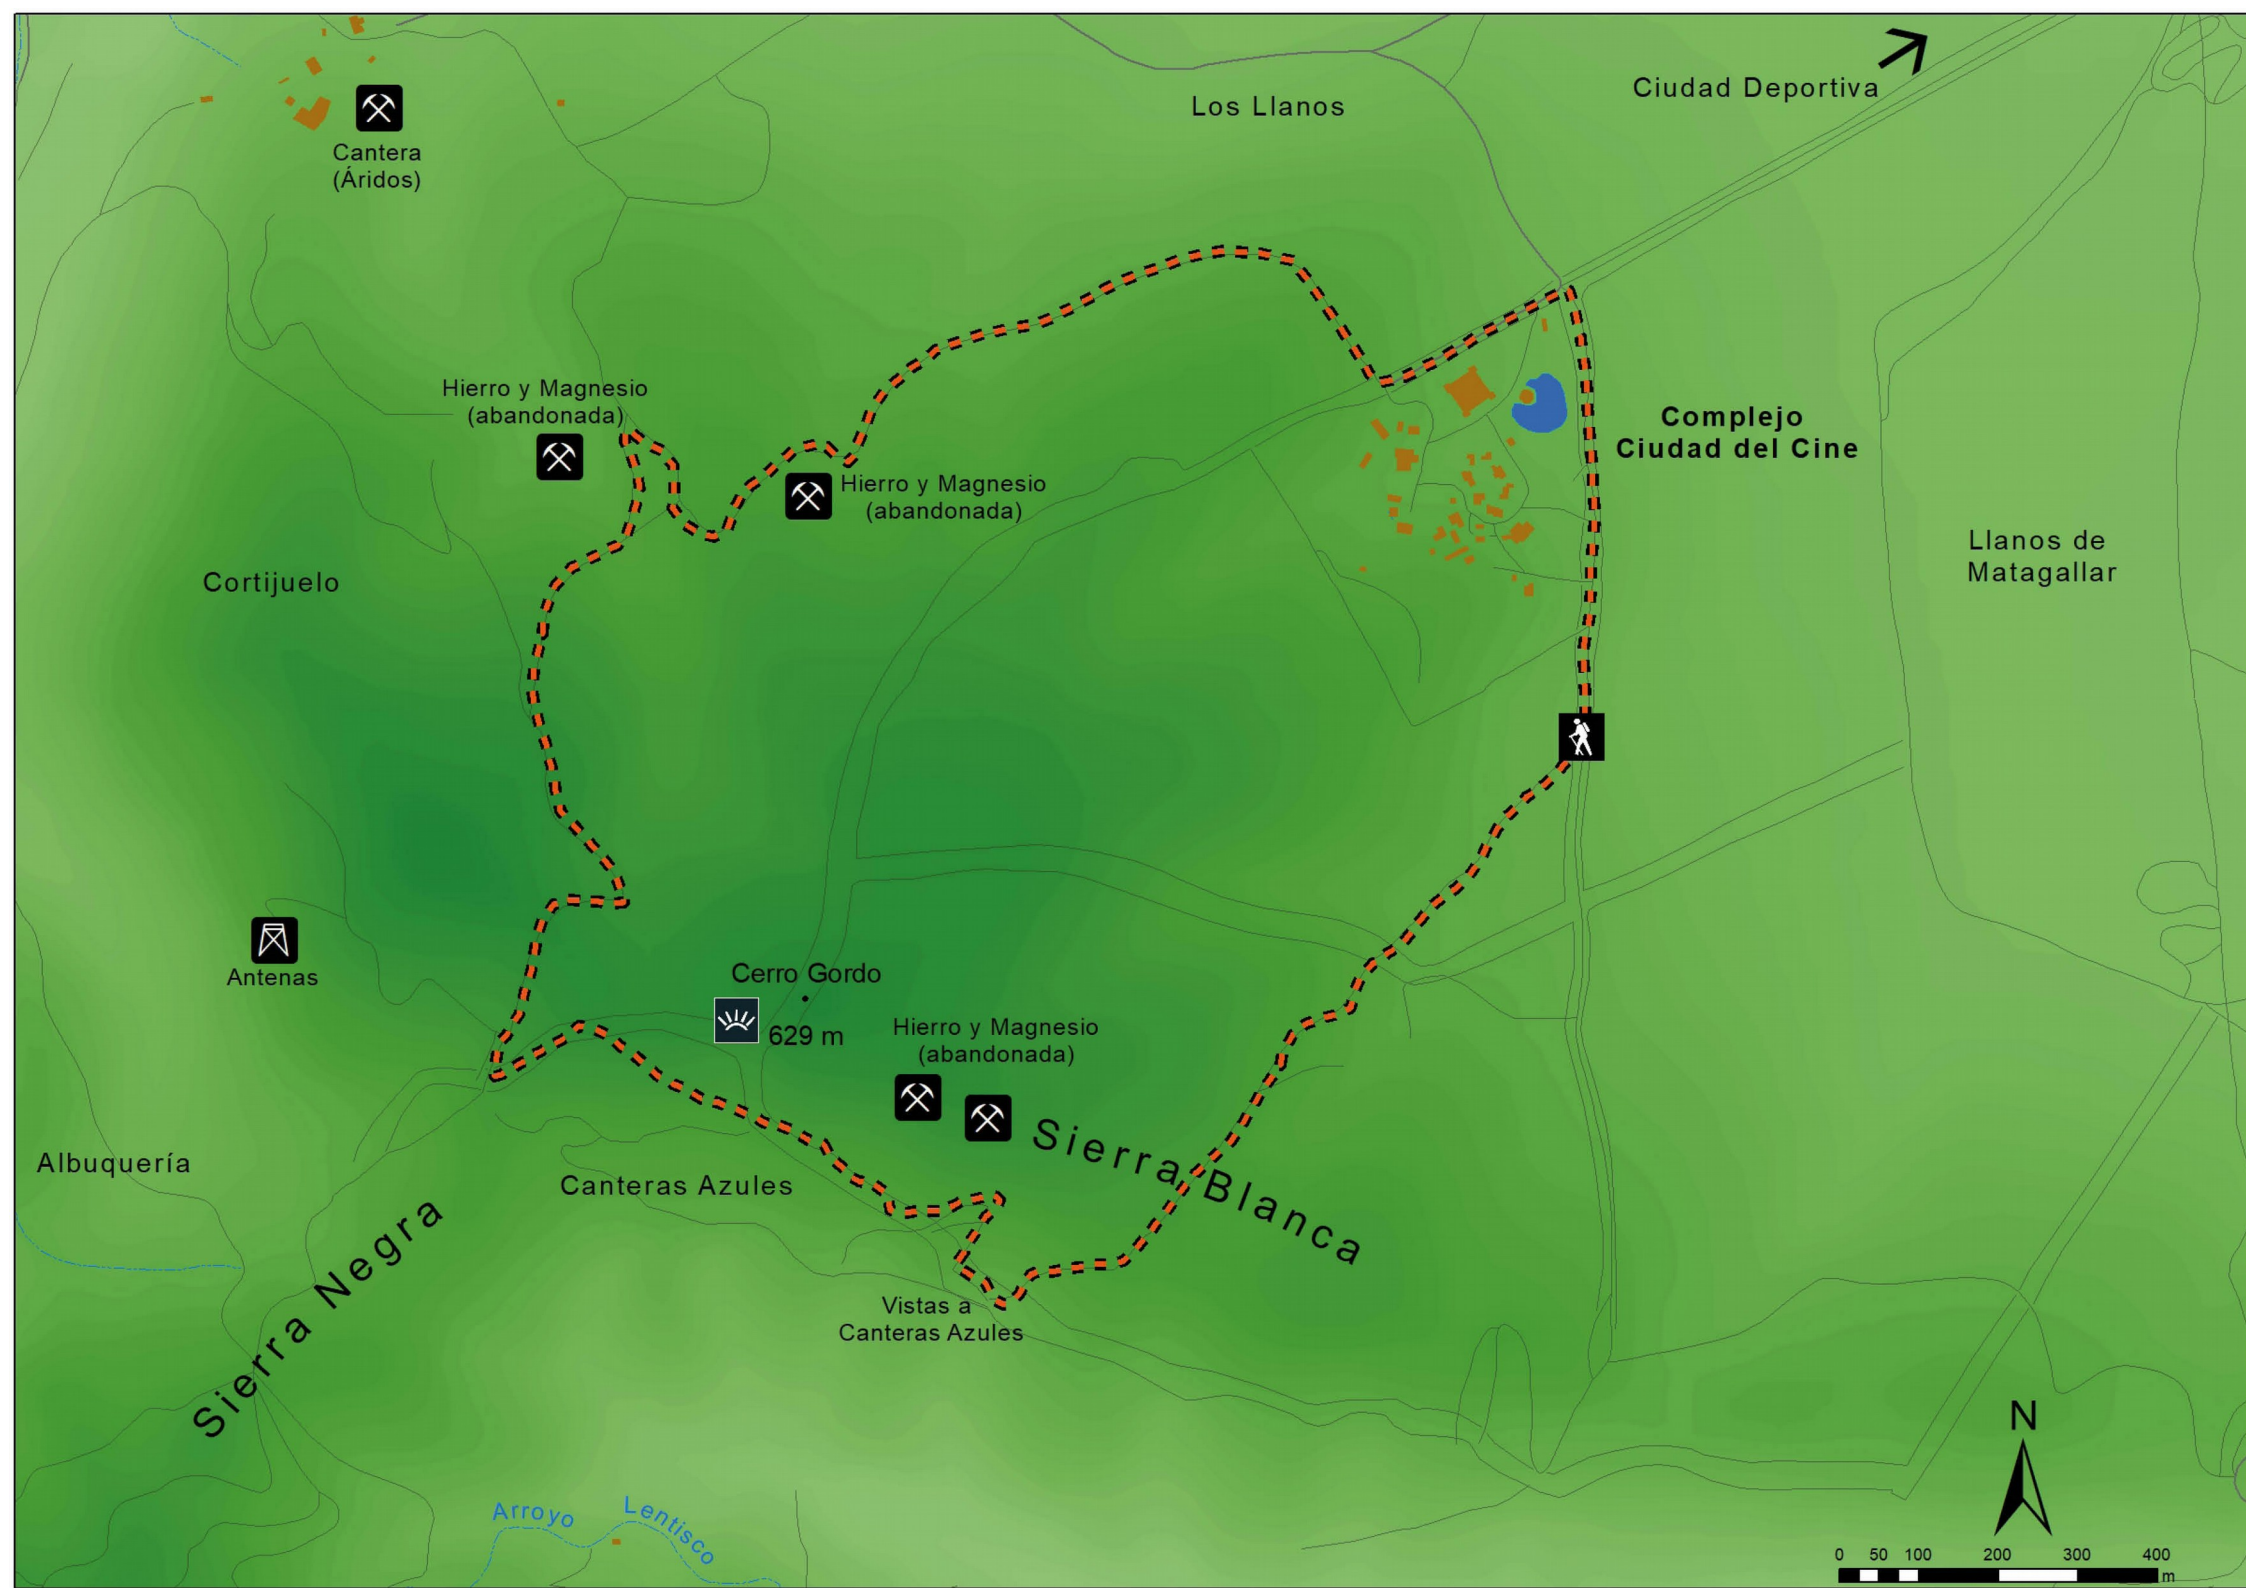 Ciudad Deportiva
Los Llanos
Cantera
(Áridos)
Hierro y Magnesio
(abandonada)
Complejo
Ciudad del Cine
Hierro y Magnesio
(abandonada)
Llanos de
Matagallar
Cortijuelo
Antenas
Cerro Gordo
629 m
Hierro y Magnesio
(abandonada)
Sierra Blanca
Albuquería
Canteras Azules
Sierra Negra
Vistas a
Canteras Azules
N
Arroyo Lentisco
0 50 100 200 300 400
m